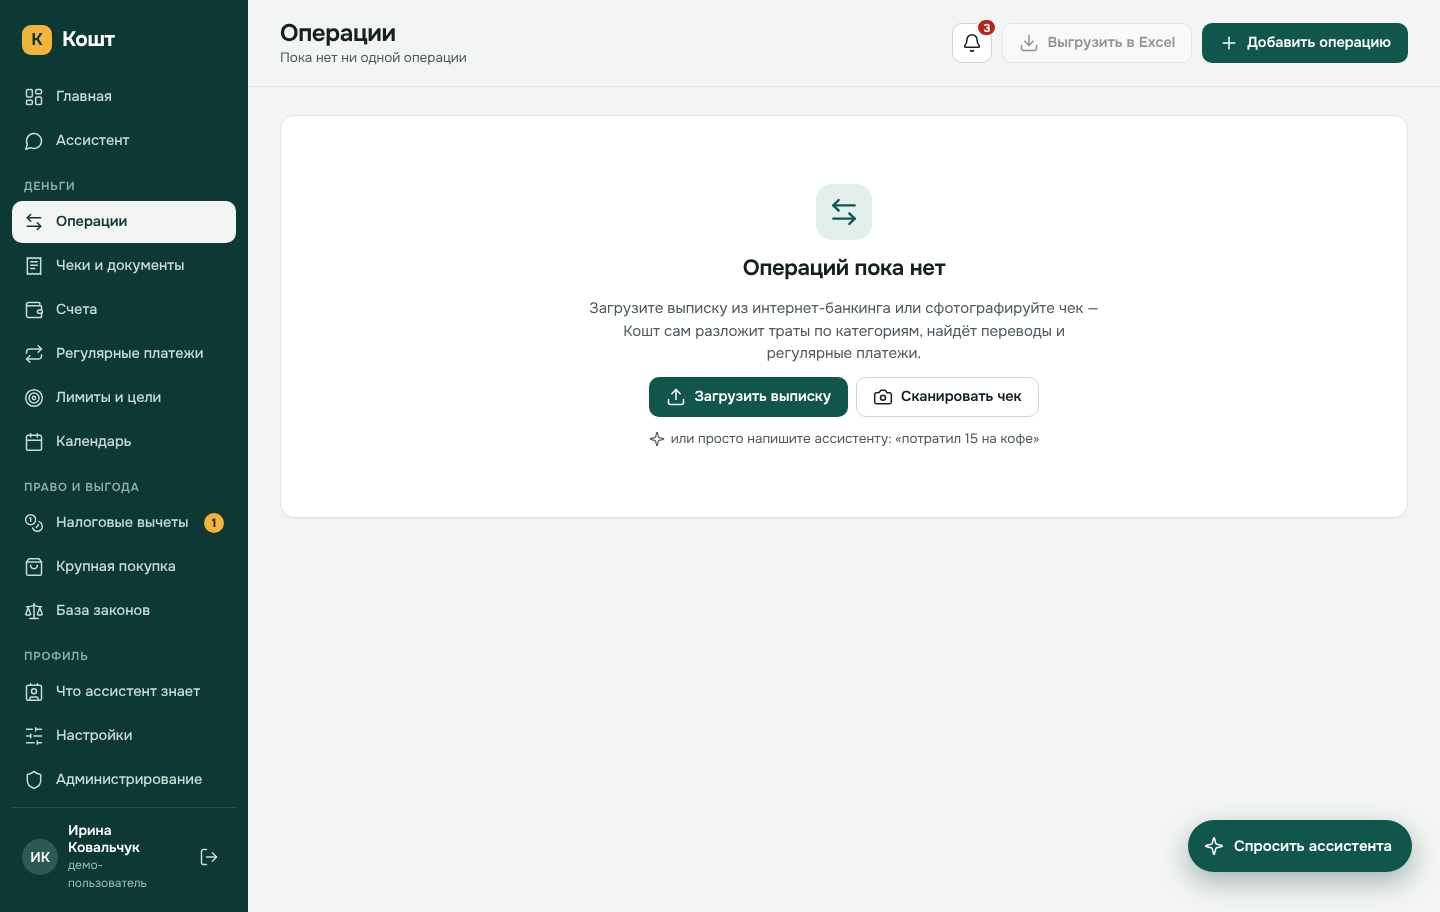 К Кошт
Главная
Ассистент
ДЕНЬГИ
Операции
Чеки и документы
Счета
Регулярные платежи
Лимиты и цели
Календарь
ПРАВО И ВЫГОДА
Налоговые вычеты 1
Крупная покупка
База законов
ПРОФИЛЬ
Что ассистент знает
Настройки
Администрирование
ИК
Ирина
Ковальчук
демо-
пользователь
Операции
Пока нет ни одной операции
3
Выгрузить в Excel
Добавить операцию
Операций пока нет
Загрузите выписку из интернет-банкинга или сфотографируйте чек —
Кошт сам разложит траты по категориям, найдёт переводы и
регулярные платежи.
Загрузить выписку
Сканировать чек
или просто напишите ассистенту: «потратил 15 на кофе»
Спросить ассистента